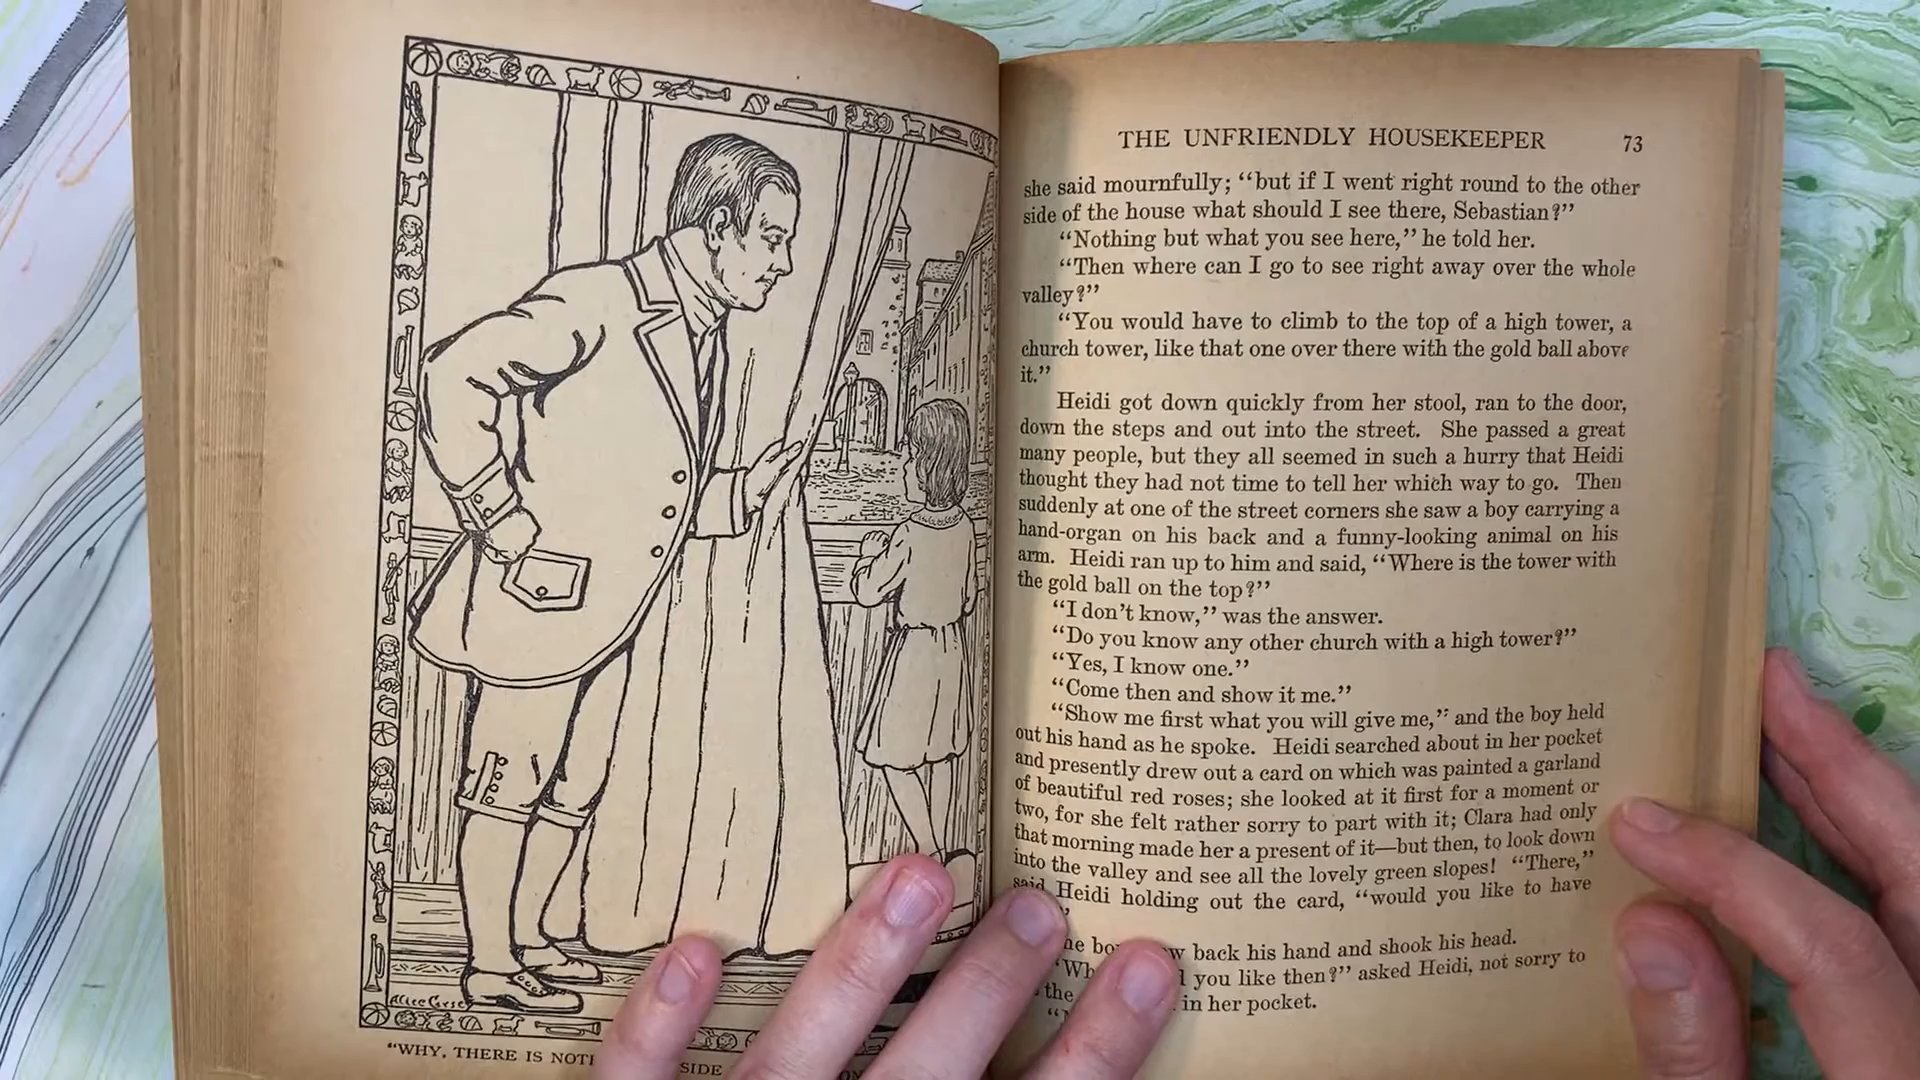 Alice Carsey
"WHY, THERE IS SIDE
THE UNFRIENDLY HOUSEKEEPER 73
she said mournfully; "but if I went right round to the other
side of the house what should I see there, Sebastian?"
"Nothing but what you see here," he told her.
"Then where can I go to see right away over the whole
valley?"
"You would have to climb to the top of a high tower, a
church tower, like that one over there with the gold ball above
it."
Heidi got down quickly from her stool, ran to the door,
down the steps and out into the street. She passed a great
many people, but they all seemed in such a hurry that Heidi
thought they had not time to tell her which way to go. Then
suddenly at one of the street corners she saw a boy carrying a
hand-organ on his back and a funny-looking animal on his
arm. Heidi ran up to him and said, "Where is the tower with
the gold ball on the top?"
"I don't know," was the answer.
"Do you know any other church with a high tower?"
"Yes, I know one."
"Come then and show it me."
"Show me first what you will give me," and the boy held
out his hand as he spoke. Heidi searched about in her pocket
and presently drew out a card on which was painted a garland
of beautiful red roses; she looked at it first for a moment or
two, for she felt rather sorry to part with it; Clara had only
that morning made her a present of it—but then, to look down
into the valley and see all the lovely green slopes! "There,"
said Heidi holding out the card, "would you like to have
back his hand and shook his head.
you like then?" asked Heidi, not sorry to
the in her pocket.